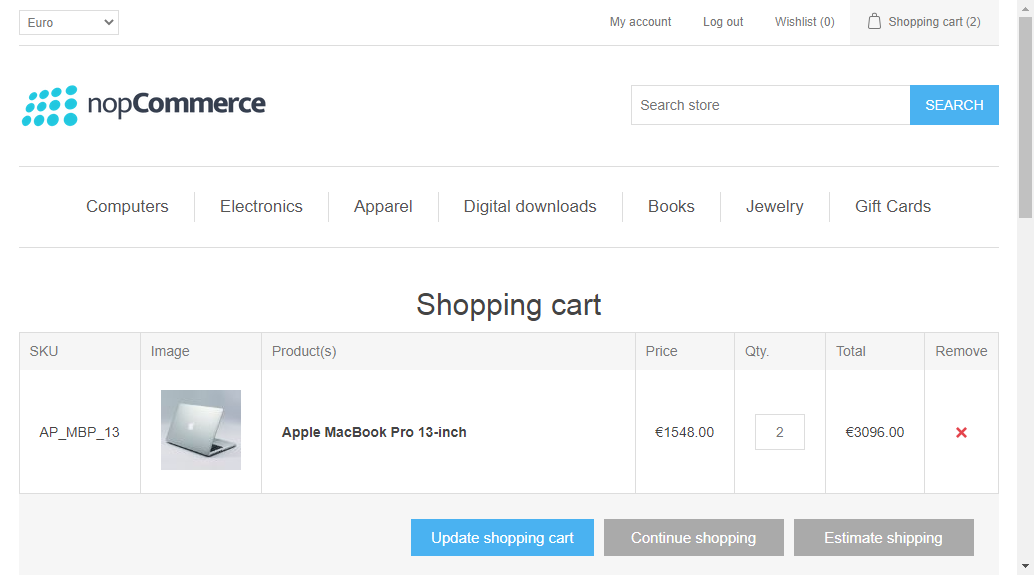 Euro
My account Log out Wishlist (0) Shopping cart (2)
nopCommerce
Search store SEARCH
Computers Electronics Apparel Digital downloads Books Jewelry Gift Cards
Shopping cart
SKU Image Product(s) Price Qty. Total Remove
AP_MBP_13 Apple MacBook Pro 13-inch €1548.00 2 €3096.00
Update shopping cart Continue shopping Estimate shipping